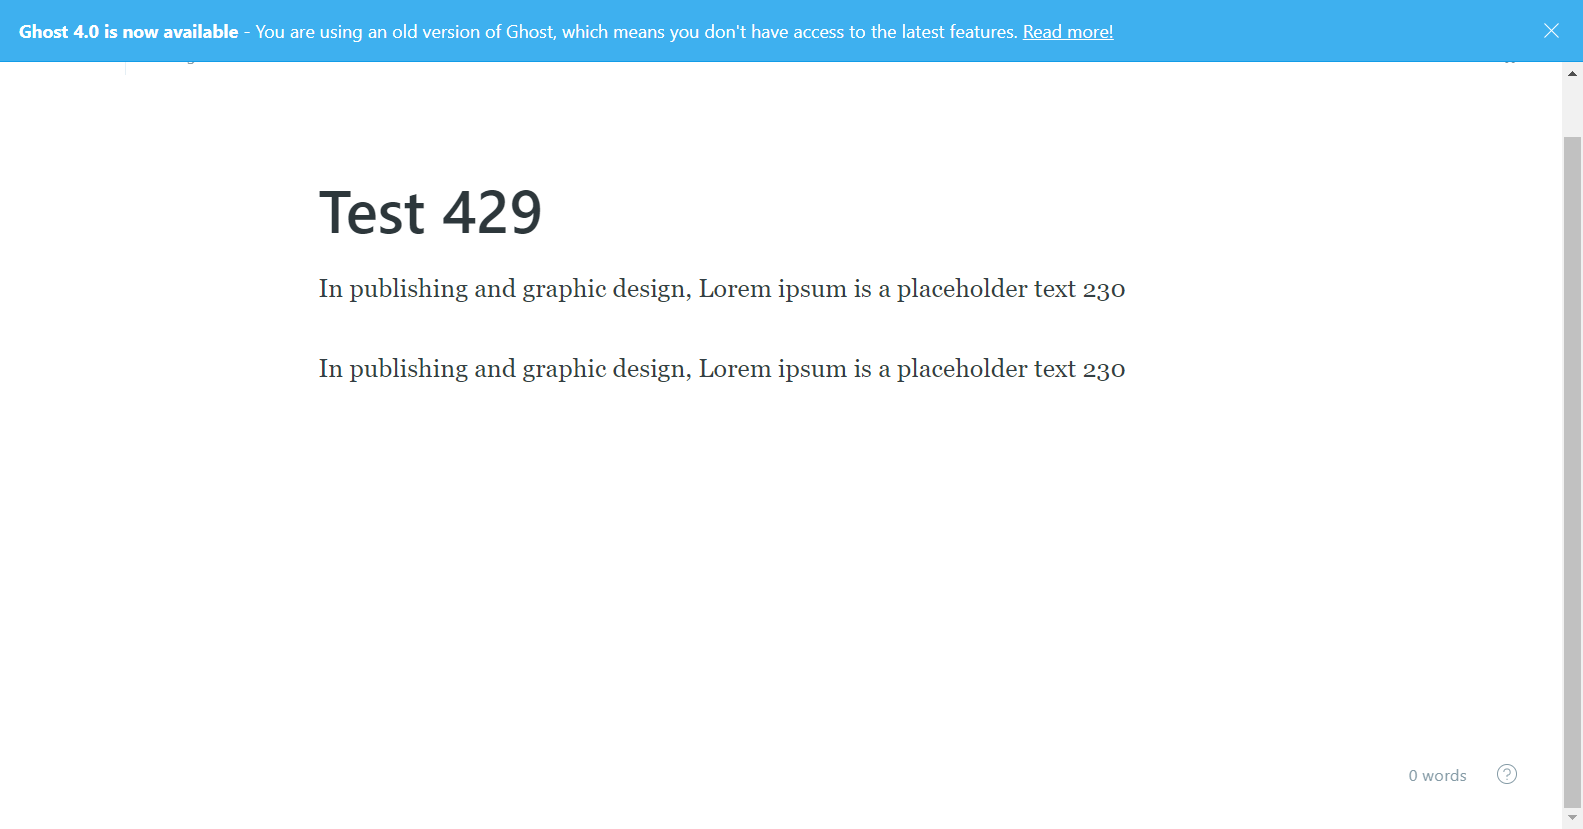 Ghost 4.0 is now available - You are using an old version of Ghost, which means you don't have access to the latest features. Read more!
Test 429
In publishing and graphic design, Lorem ipsum is a placeholder text 230
In publishing and graphic design, Lorem ipsum is a placeholder text 230
0 words